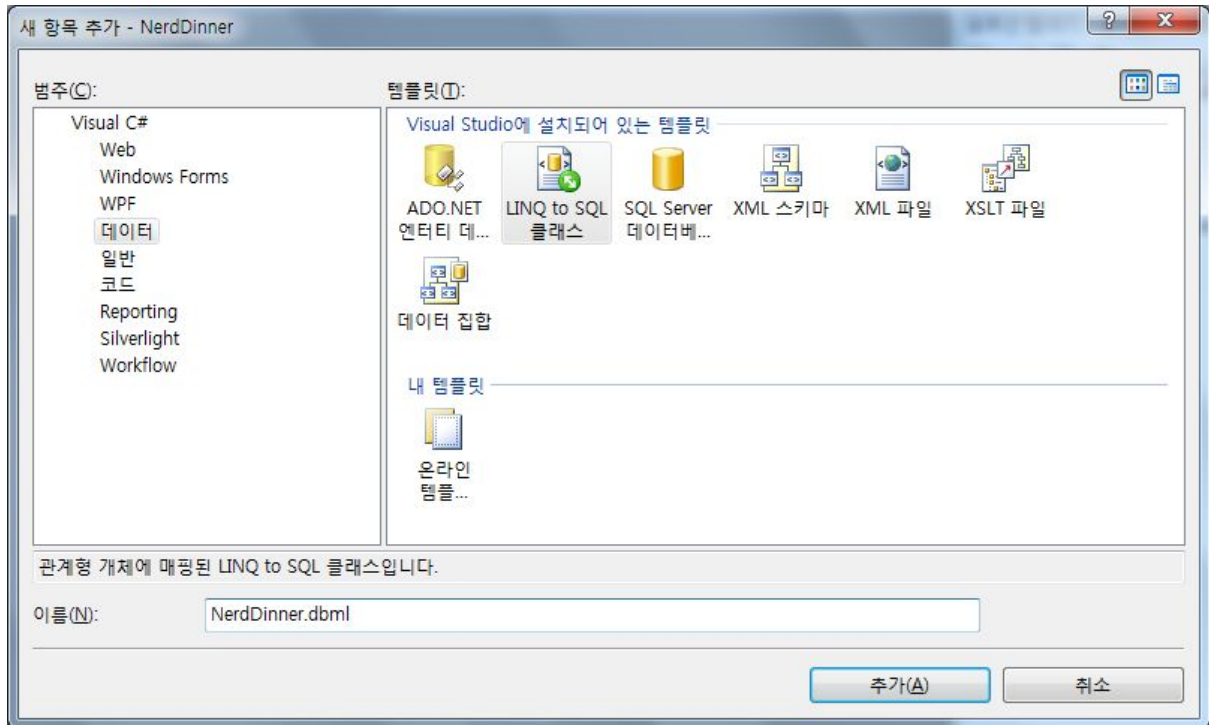 새 항목 추가 - NerdDinner
범주(C):
Visual C#
Web
Windows Forms
WPF
데이터
일반
코드
Reporting
Silverlight
Workflow
템플릿(T):
Visual Studio에 설치되어 있는 템플릿
ADO.NET
엔터티 데...
LINQ to SQL
클래스
SQL Server
데이터베...
XML 스키마
XML 파일
XSLT 파일
데이터 집합
내 템플릿
온라인
템플...
관계형 개체에 매핑된 LINQ to SQL 클래스입니다.
이름(N):
NerdDinner.dbml
추가(A)
취소